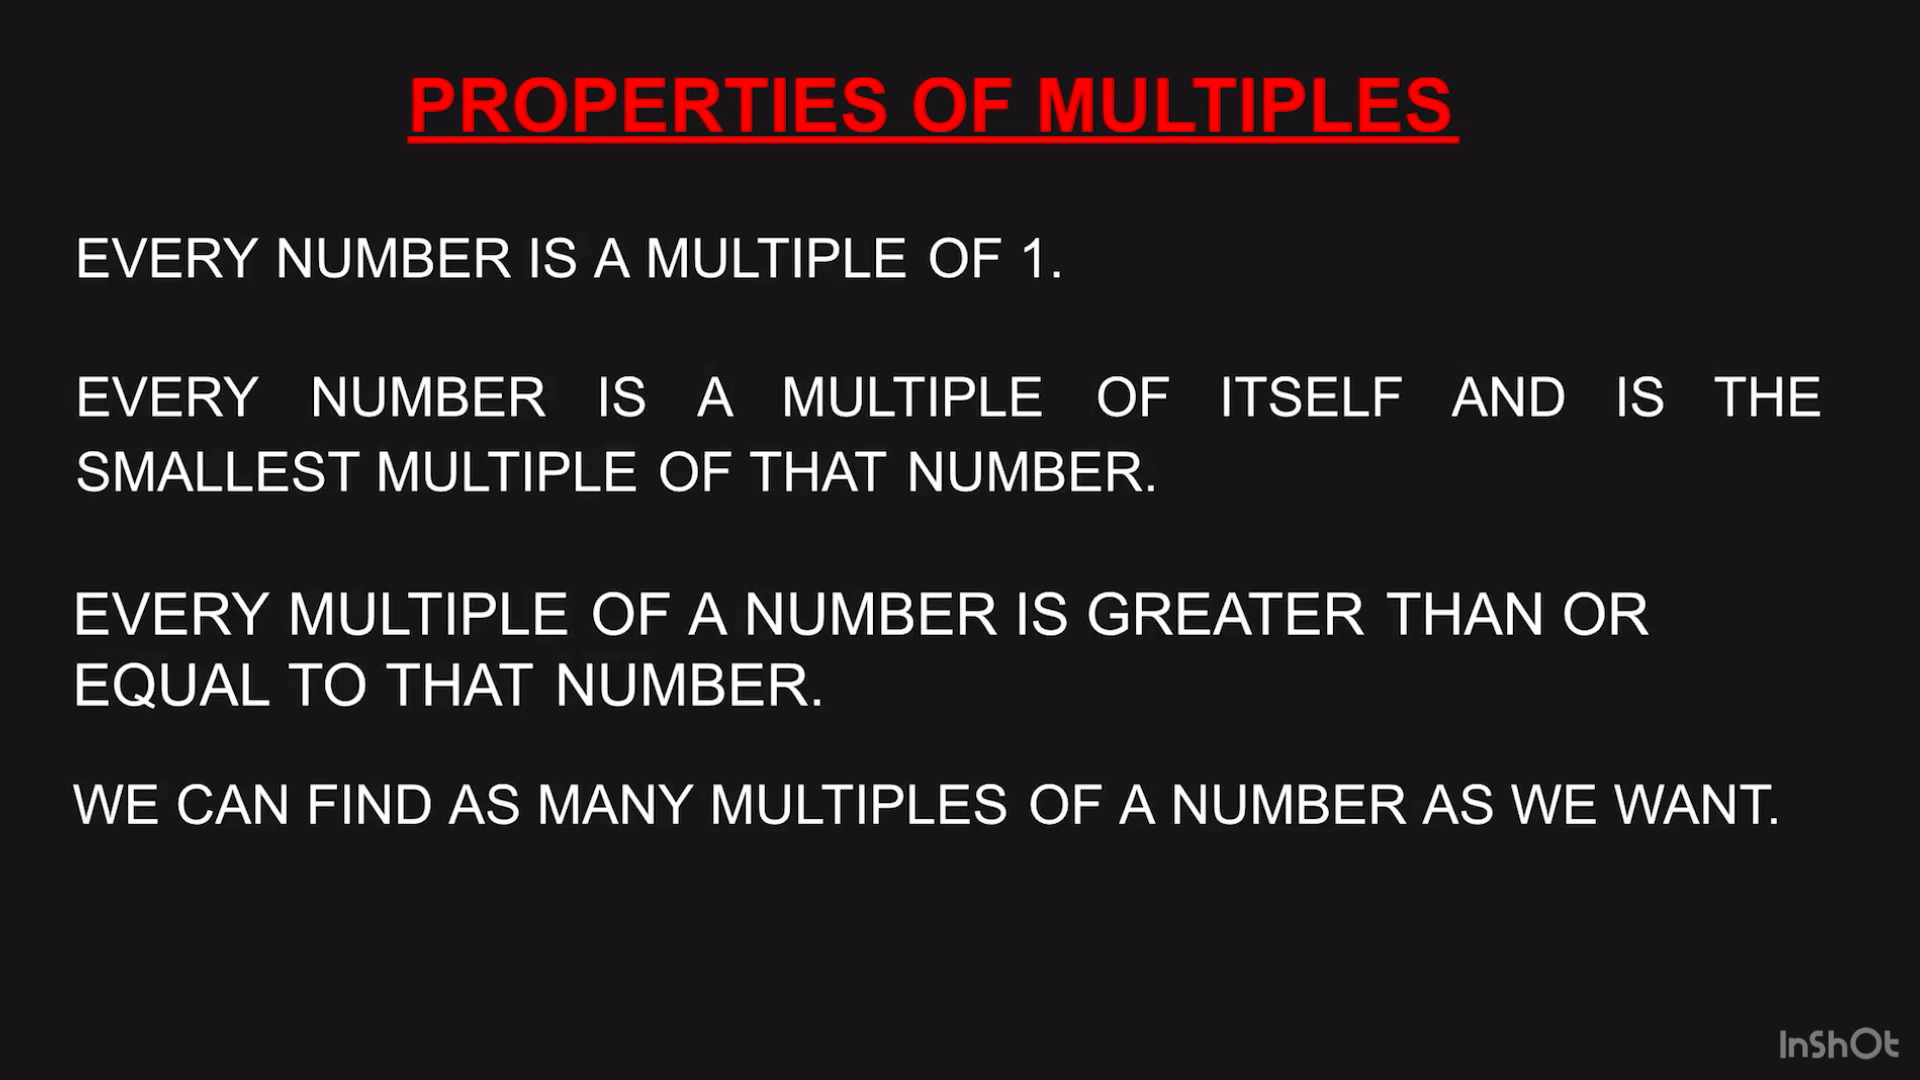 PROPERTIES OF MULTIPLES
EVERY NUMBER IS A MULTIPLE OF 1.
EVERY NUMBER IS A MULTIPLE OF ITSELF AND IS THE
SMALLEST MULTIPLE OF THAT NUMBER.
EVERY MULTIPLE OF A NUMBER IS GREATER THAN OR
EQUAL TO THAT NUMBER.
WE CAN FIND AS MANY MULTIPLES OF A NUMBER AS WE WANT.
InShOt